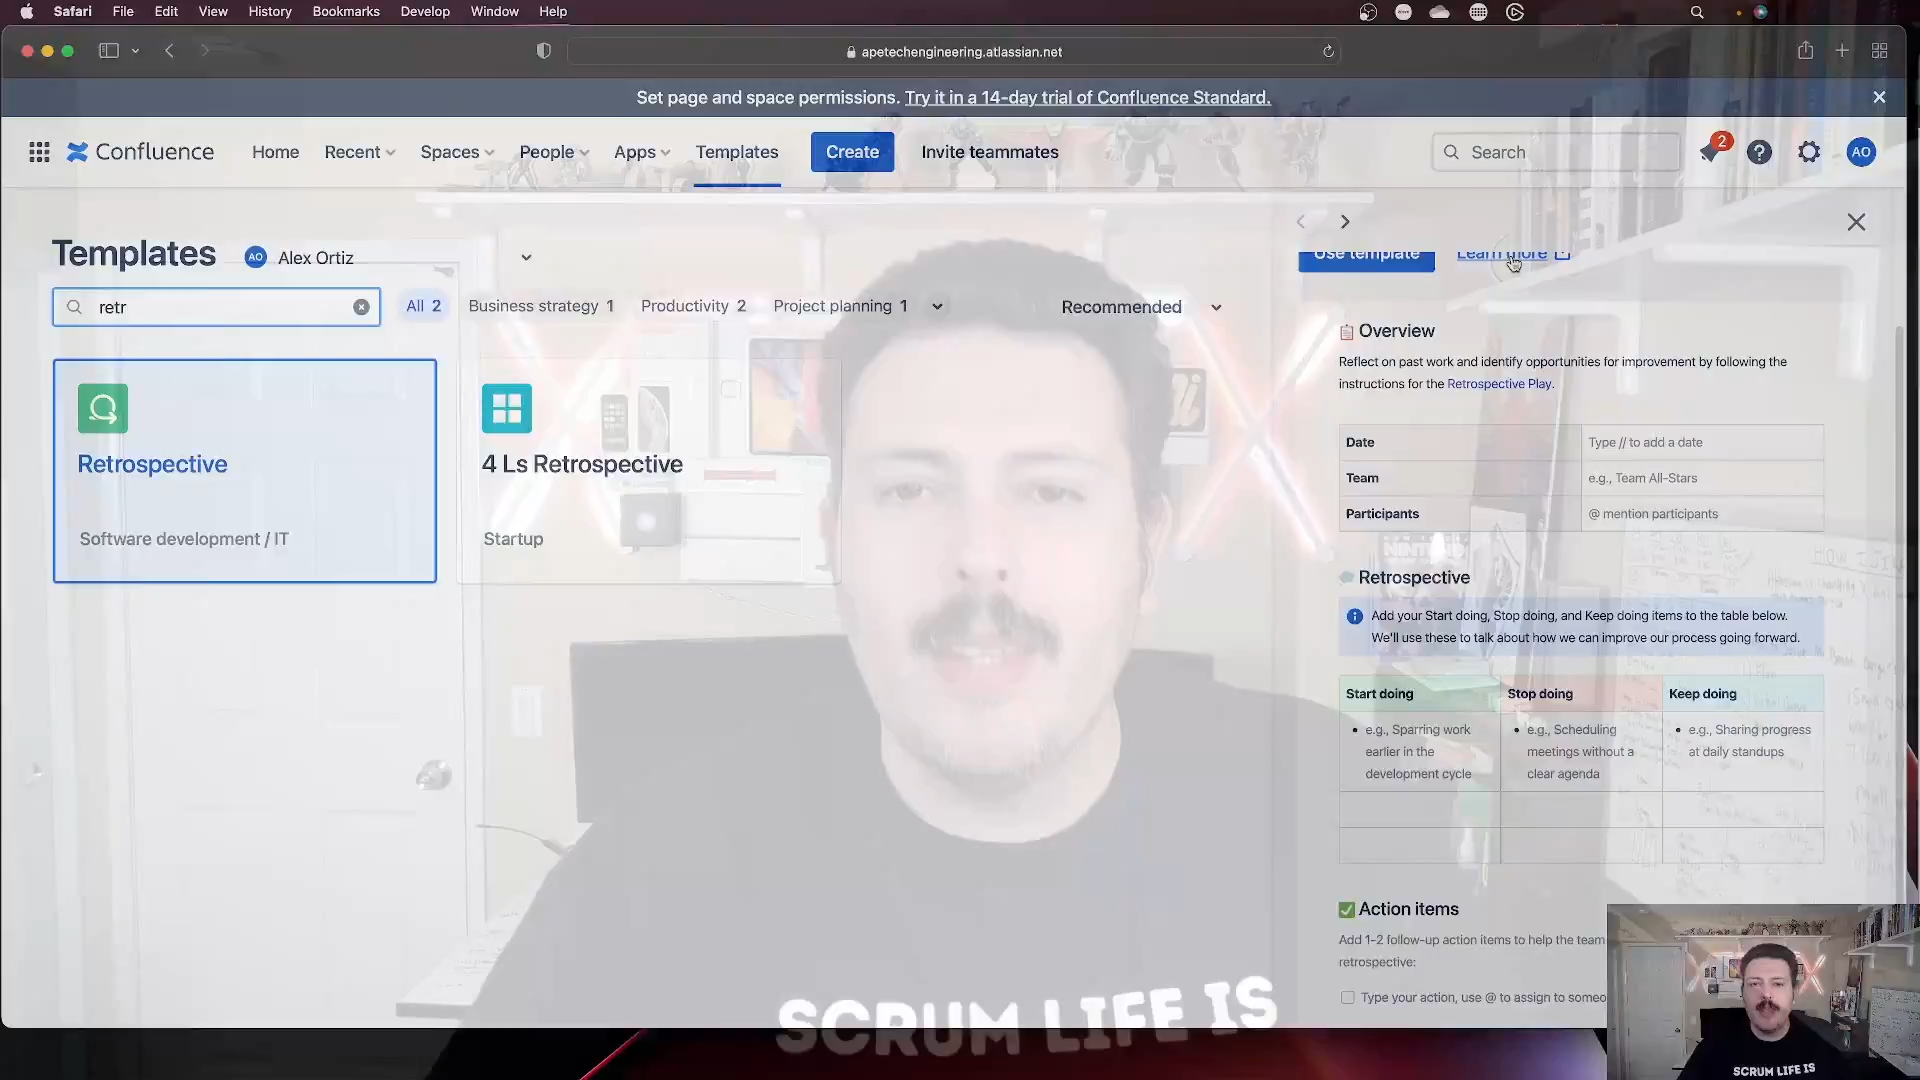 Safari File Edit View History Bookmarks Develop Window Help
apetechengineering.atlassian.net
Set page and space permissions. Try it in a 14-day trial of Confluence Standard.
Confluence Home Recent Spaces People Apps Templates Create Invite teammates Search 2 AO
Templates AO Alex Ortiz
retr All 2 Business strategy 1 Productivity 2 Project planning 1 Recommended
Retrospective
Software development / IT
4 Ls Retrospective
Startup
Use template Learn more
Overview
Reflect on past work and identify opportunities for improvement by following the
instructions for the Retrospective Play.
Date Type // to add a date
Team e.g., Team All-Stars
Participants @ mention participants
Retrospective
Add your Start doing, Stop doing, and Keep doing items to the table below.
We'll use these to talk about how we can improve our process going forward.
Start doing Stop doing Keep doing
e.g., Sparring work
earlier in the
development cycle
e.g., Scheduling
meetings without a
clear agenda
e.g., Sharing progress
at daily standups
Action items
Add 1-2 follow-up action items to help the team
retrospective:
Type your action, use @ to assign to someo
SCRUM LIFE IS
SCRUM LIFE IS